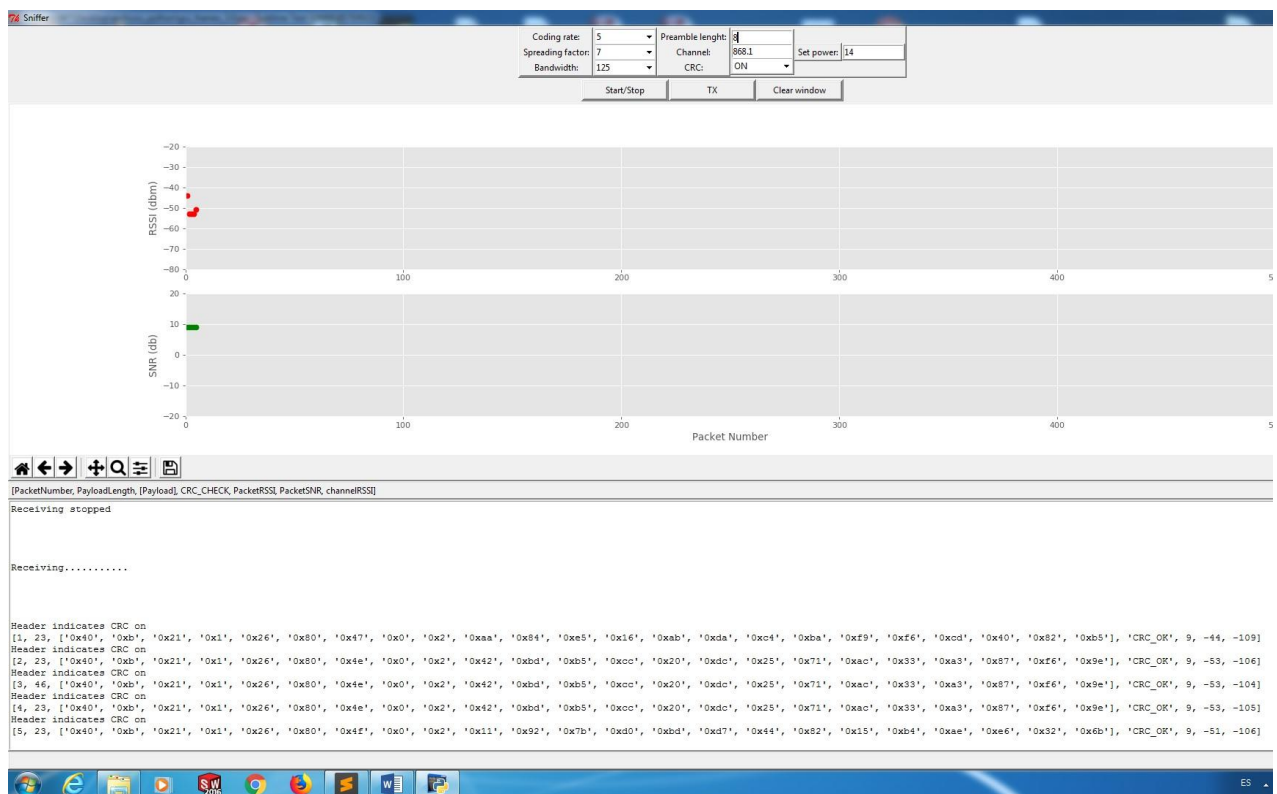 Sniffer
Coding rate: 5 Preamble lenght: 8
Spreading factor: 7 Channel: 868.1 Set power: 14
Bandwidth: 125 CRC: ON
Start/Stop TX Clear window
−20
−30
−40
−50
−60
−70
−80
RSSI (dbm)
0 100 200 300 400 5
20
10
0
−10
−20
SNR (db)
0 100 200 300 400 5
Packet Number
[PacketNumber, PayloadLength, [Payload], CRC_CHECK, PacketRSSI, PacketSNR, channelRSSI]
Receiving stopped
Receiving...........
Header indicates CRC on
[1, 23, ['0x40', '0xb', '0x21', '0x1', '0x26', '0x80', '0x47', '0x0', '0x2', '0xaa', '0x84', '0xe5', '0x16', '0xab', '0xda', '0xc4', '0xba', '0xf9', '0xf6', '0xcd', '0x40', '0x82', '0xb5'], 'CRC_OK', 9, -44, -109]
Header indicates CRC on
[2, 23, ['0x40', '0xb', '0x21', '0x1', '0x26', '0x80', '0x4e', '0x0', '0x2', '0x42', '0xbd', '0xb5', '0xcc', '0x20', '0xdc', '0x25', '0x71', '0xac', '0x33', '0xa3', '0x87', '0xf6', '0x9e'], 'CRC_OK', 9, -53, -106]
Header indicates CRC on
[3, 46, ['0x40', '0xb', '0x21', '0x1', '0x26', '0x80', '0x4e', '0x0', '0x2', '0x42', '0xbd', '0xb5', '0xcc', '0x20', '0xdc', '0x25', '0x71', '0xac', '0x33', '0xa3', '0x87', '0xf6', '0x9e'], 'CRC_OK', 9, -53, -104]
Header indicates CRC on
[4, 23, ['0x40', '0xb', '0x21', '0x1', '0x26', '0x80', '0x4e', '0x0', '0x2', '0x42', '0xbd', '0xb5', '0xcc', '0x20', '0xdc', '0x25', '0x71', '0xac', '0x33', '0xa3', '0x87', '0xf6', '0x9e'], 'CRC_OK', 9, -53, -105]
Header indicates CRC on
[5, 23, ['0x40', '0xb', '0x21', '0x1', '0x26', '0x80', '0x4f', '0x0', '0x2', '0x11', '0x92', '0x7b', '0xd0', '0xbd', '0xd7', '0x44', '0x82', '0x15', '0xb4', '0xae', '0xe6', '0x32', '0x6b'], 'CRC_OK', 9, -51, -106]
SW
2016
W
ES